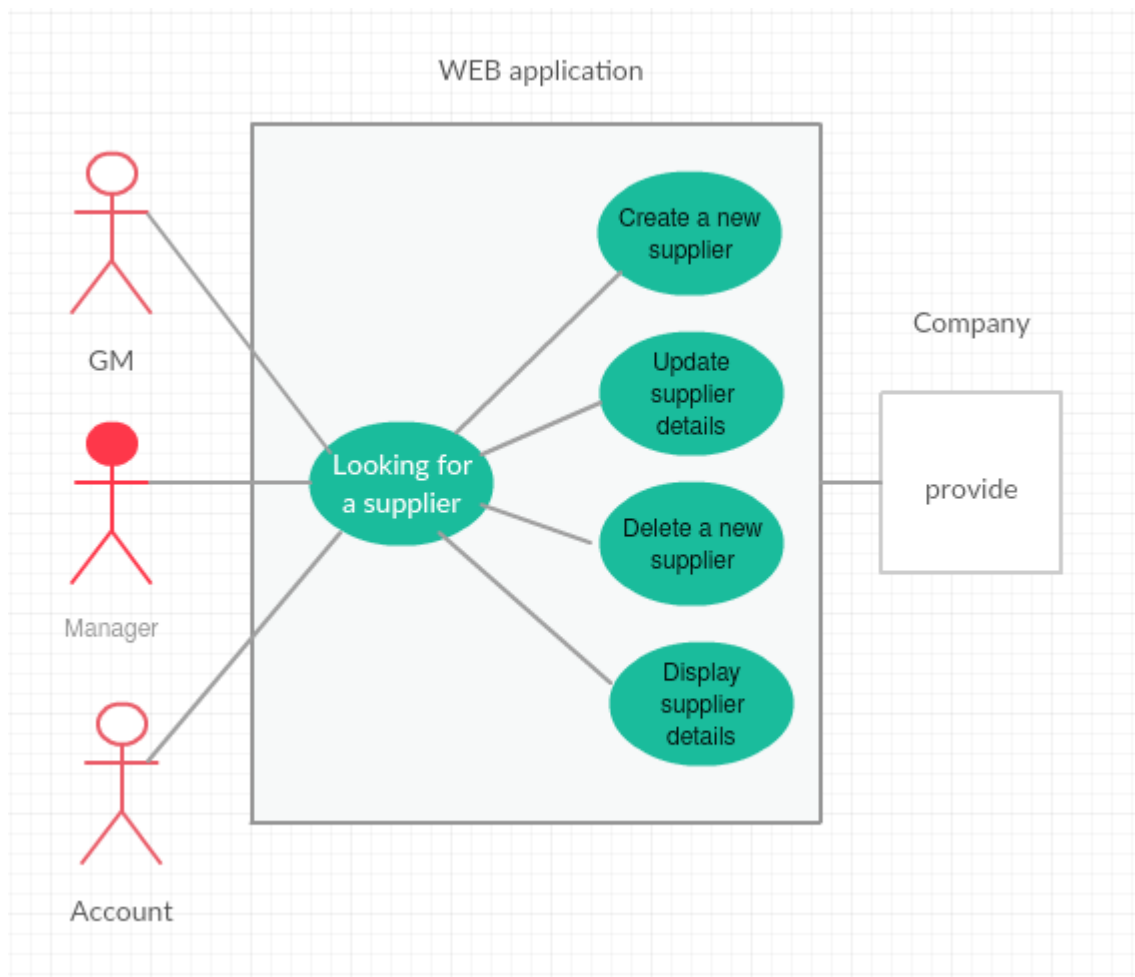 WEB application
GM
Manager
Account
Looking for
a supplier
Create a new
supplier
Update
supplier
details
Delete a new
supplier
Display
supplier
details
Company
provide